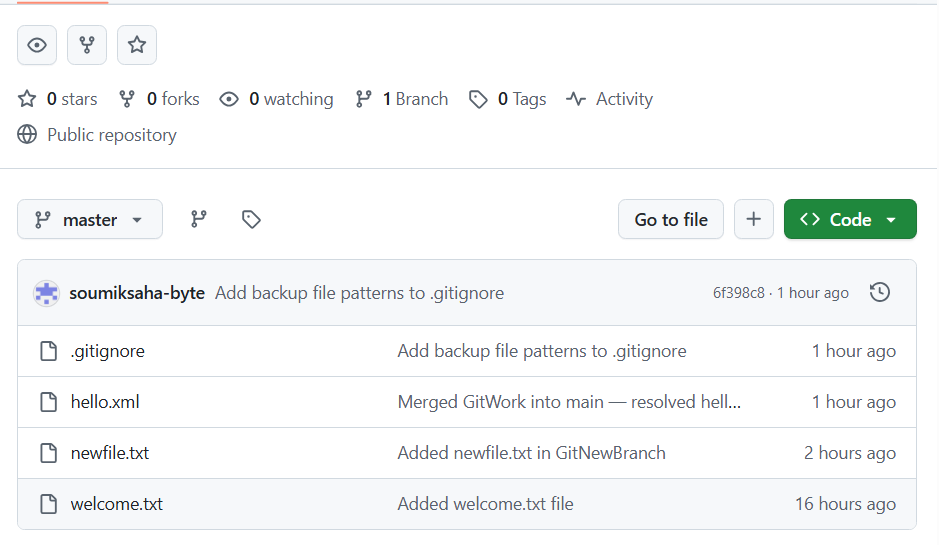 0 stars 0 forks 0 watching 1 Branch 0 Tags Activity
Public repository
master Go to file Code
soumiksaha-byte Add backup file patterns to .gitignore 6f398c8 · 1 hour ago
.gitignore Add backup file patterns to .gitignore 1 hour ago
hello.xml Merged GitWork into main — resolved hell... 1 hour ago
newfile.txt Added newfile.txt in GitNewBranch 2 hours ago
welcome.txt Added welcome.txt file 16 hours ago